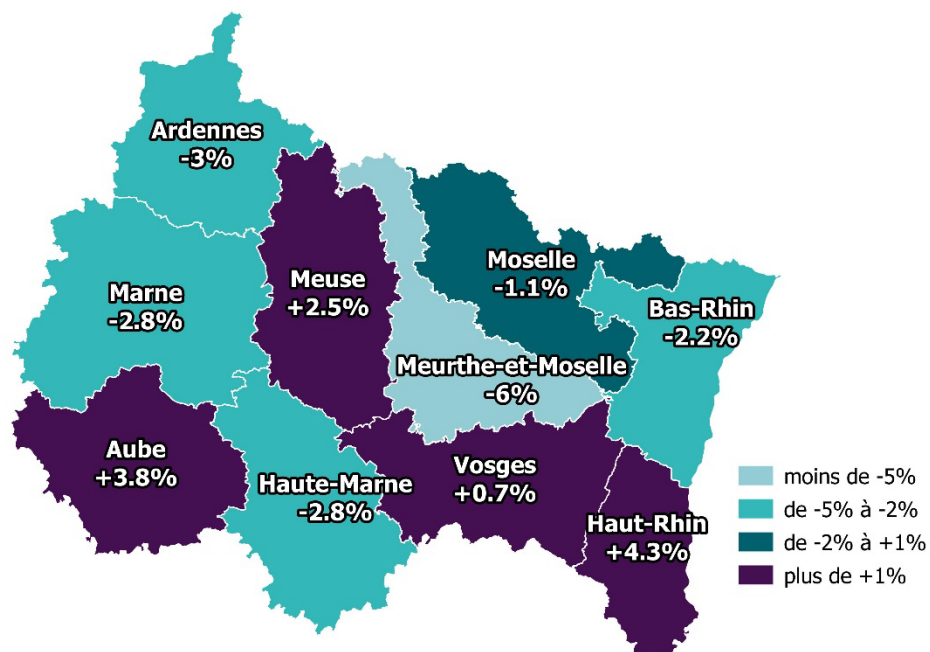 Ardennes
-3%
Meuse
+2.5%
Moselle
-1.1%
Marne
-2.8%
Bas-Rhin
-2.2%
Meurthe-et-Moselle
-6%
Aube
+3.8%
Haute-Marne
-2.8%
Vosges
+0.7%
Haut-Rhin
+4.3%
moins de -5%
de -5% à -2%
de -2% à +1%
plus de +1%